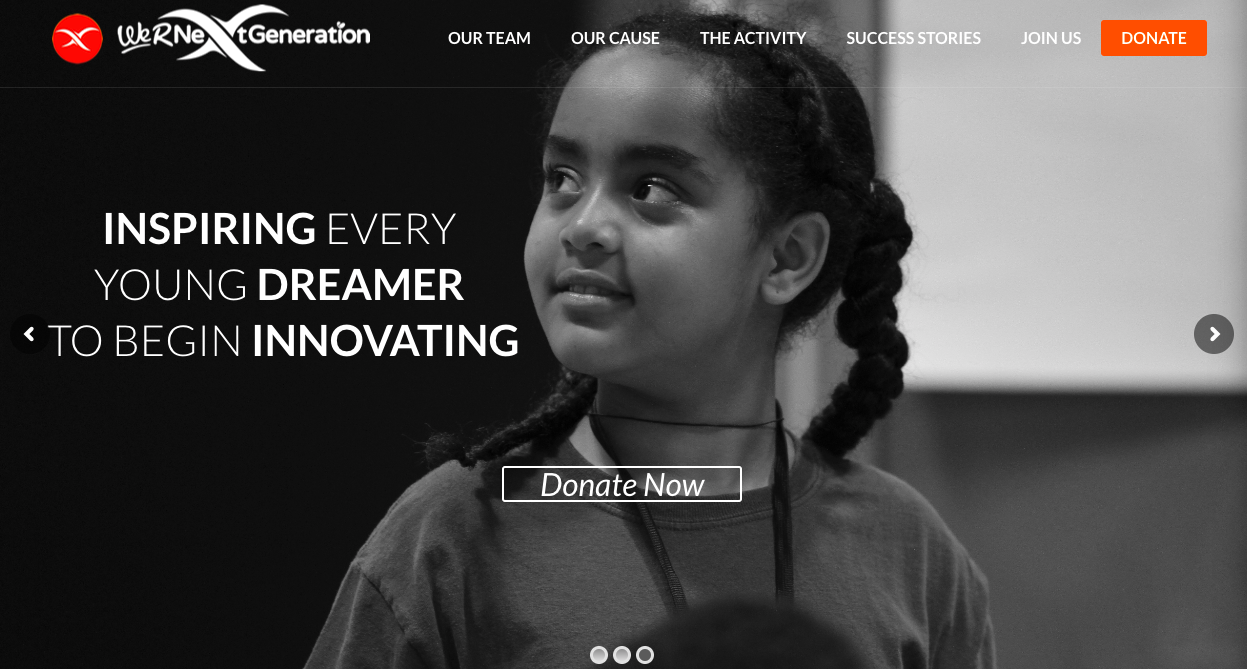 WeRNeXtGeneration
OUR TEAM OUR CAUSE THE ACTIVITY SUCCESS STORIES JOIN US DONATE
INSPIRING EVERY
YOUNG DREAMER
TO BEGIN INNOVATING
Donate Now